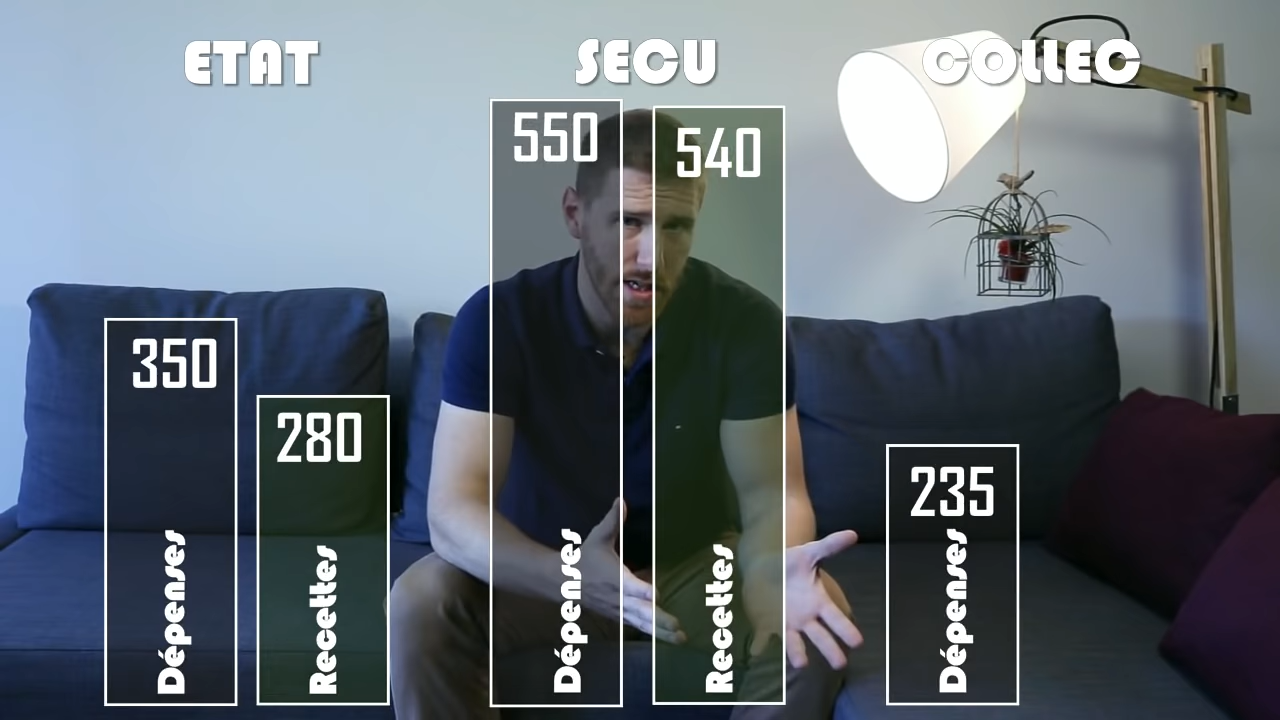 ETAT
SECU
COLLEC
350
Dépenses
280
Recettes
550
Dépenses
540
Recettes
235
Dépenses